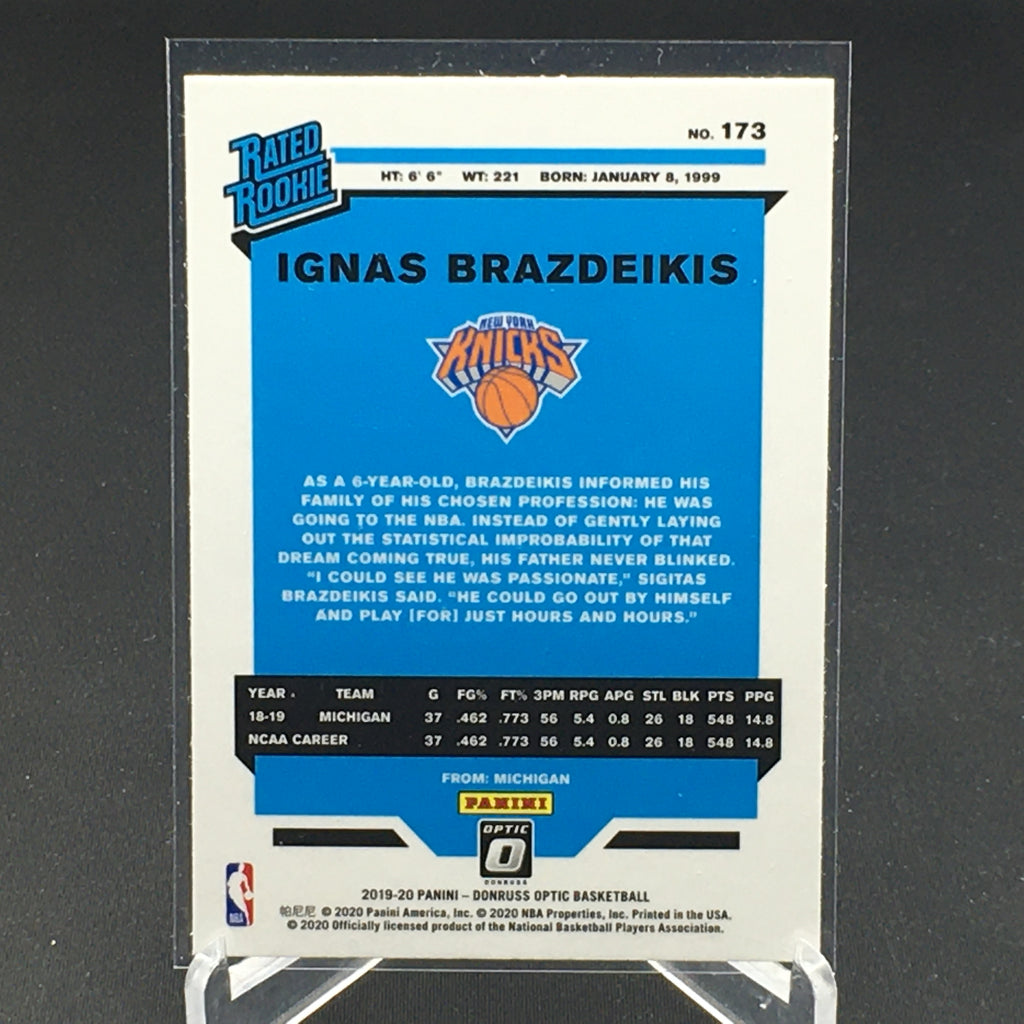 RATED
ROOKIE
NO. 173
HT: 6' 6" WT: 221 BORN: JANUARY 8, 1999
IGNAS BRAZDEIKIS
NEW YORK
KNICKS
AS A 6-YEAR-OLD, BRAZDEIKIS INFORMED HIS
FAMILY OF HIS CHOSEN PROFESSION: HE WAS
GOING TO THE NBA. INSTEAD OF GENTLY LAYING
OUT THE STATISTICAL IMPROBABILITY OF THAT
DREAM COMING TRUE, HIS FATHER NEVER BLINKED.
"I COULD SEE HE WAS PASSIONATE," SIGITAS
BRAZDEIKIS SAID. "HE COULD GO OUT BY HIMSELF
AND PLAY [FOR] JUST HOURS AND HOURS."
YEAR TEAM G FG% FT% 3PM RPG APG STL BLK PTS PPG
18-19 MICHIGAN 37 .462 .773 56 5.4 0.8 26 18 548 14.8
NCAA CAREER 37 .462 .773 56 5.4 0.8 26 18 548 14.8
FROM: MICHIGAN
PANINI
OPTIC
O
DONRUSS
NBA
2019-20 PANINI – DONRUSS OPTIC BASKETBALL
帕尼尼 © 2020 Panini America, Inc. © 2020 NBA Properties, Inc. Printed in the USA.
© 2020 Officially licensed product of the National Basketball Players Association.